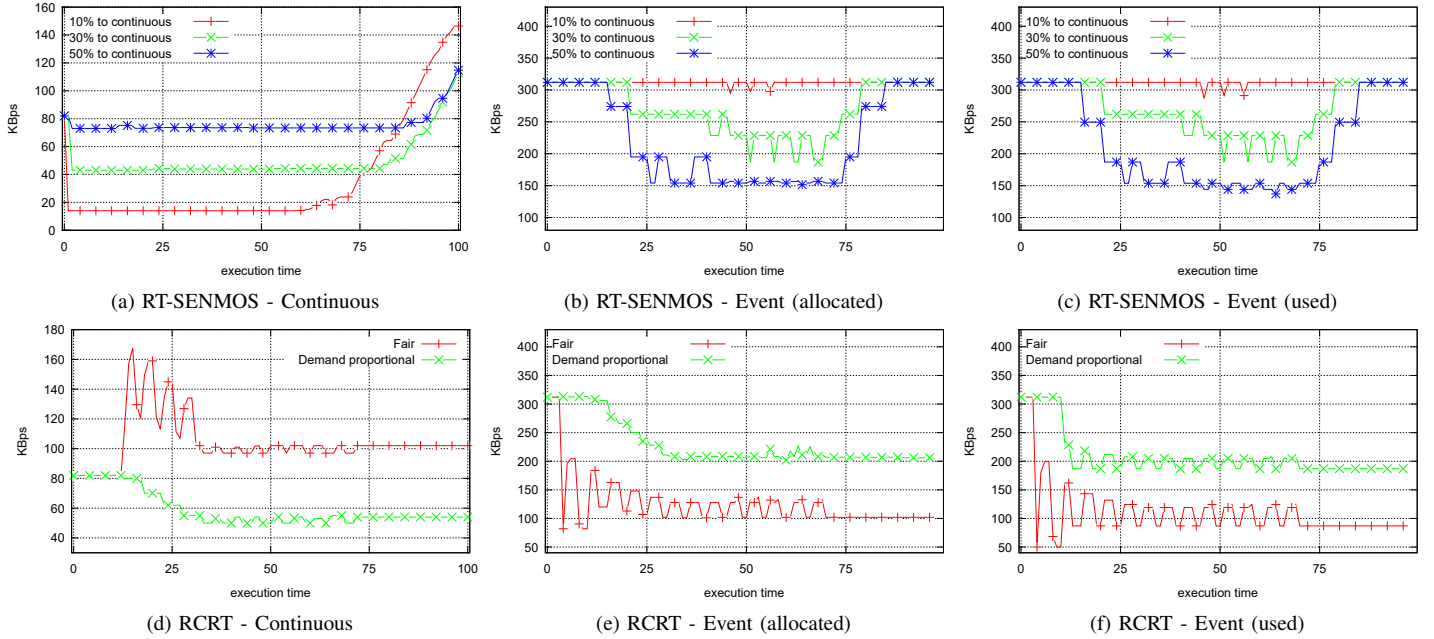 160
140
120
100
80
60
40
20
0
KBps
0 25 50 75 100
execution time
10% to continuous
30% to continuous
50% to continuous
(a) RT-SENMOS - Continuous
400
350
300
250
200
150
100
KBps
0 25 50 75
execution time
10% to continuous
30% to continuous
50% to continuous
(b) RT-SENMOS - Event (allocated)
400
350
300
250
200
150
100
KBps
0 25 50 75
execution time
10% to continuous
30% to continuous
50% to continuous
(c) RT-SENMOS - Event (used)
180
160
140
120
100
80
60
40
KBps
0 25 50 75 100
execution time
Fair
Demand proportional
(d) RCRT - Continuous
400
350
300
250
200
150
100
50
KBps
0 25 50 75
execution time
Fair
Demand proportional
(e) RCRT - Event (allocated)
400
350
300
250
200
150
100
50
KBps
0 25 50 75
execution time
Fair
Demand proportional
(f) RCRT - Event (used)